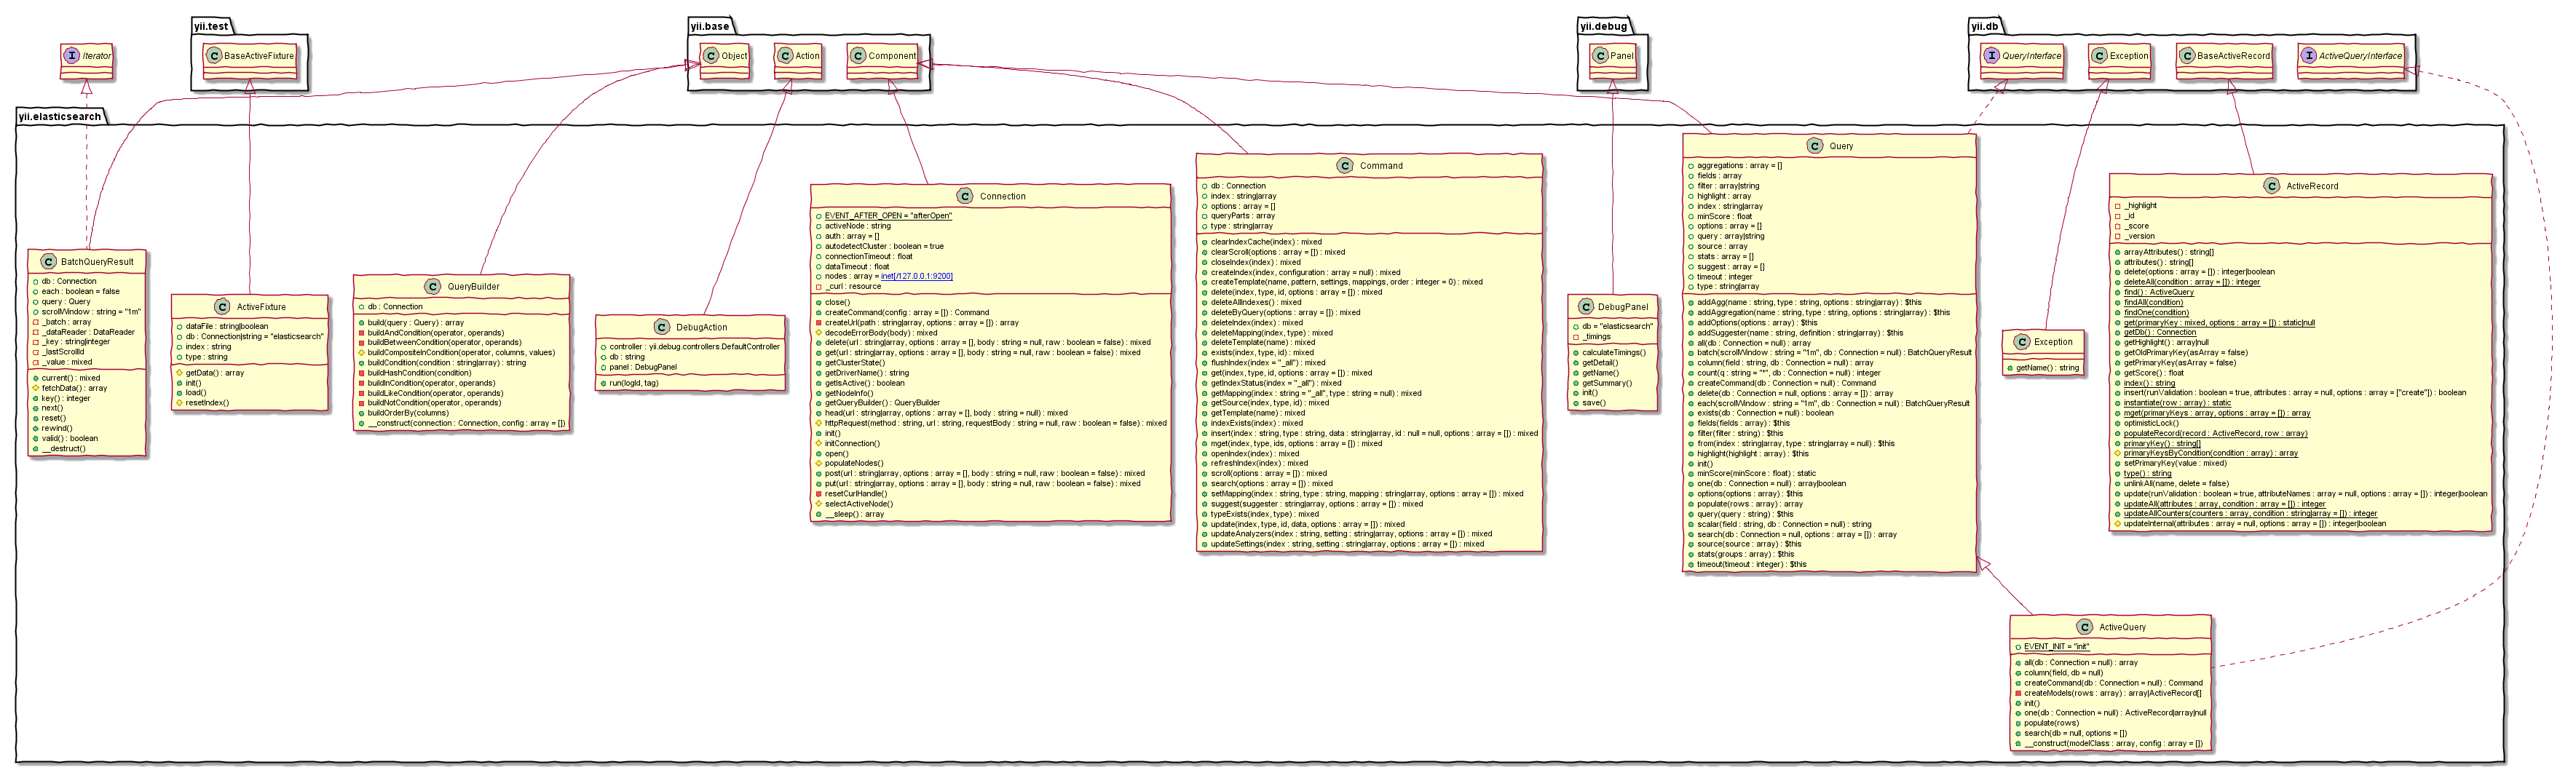 yii.test
yii.base
yii.debug
yii.db
I Iterator
C BaseActiveFixture
C Object
C Action
C Component
C Panel
I QueryInterface
C Exception
C BaseActiveRecord
I ActiveQueryInterface
yii.elasticsearch
C BatchQueryResult
db : Connection
each : boolean = false
query : Query
scrollWindow : string = "1m"
_batch : array
_dataReader : DataReader
_key : string|integer
_lastScrollId
_value : mixed
current() : mixed
fetchData() : array
key() : integer
next()
reset()
rewind()
valid() : boolean
__destruct()
C ActiveFixture
dataFile : string|boolean
db : Connection|string = "elasticsearch"
index : string
type : string
getData() : array
init()
load()
resetIndex()
C QueryBuilder
db : Connection
build(query : Query) : array
buildAndCondition(operator, operands)
buildBetweenCondition(operator, operands)
buildCompositeInCondition(operator, columns, values)
buildCondition(condition : string|array) : string
buildHashCondition(condition)
buildInCondition(operator, operands)
buildLikeCondition(operator, operands)
buildNotCondition(operator, operands)
buildOrderBy(columns)
__construct(connection : Connection, config : array = [])
C DebugAction
controller : yii.debug.controllers.DefaultController
db : string
panel : DebugPanel
run(logId, tag)
C Connection
EVENT_AFTER_OPEN = "afterOpen"
activeNode : string
auth : array = []
autodetectCluster : boolean = true
connectionTimeout : float
dataTimeout : float
nodes : array = inet[/127.0.0.1:9200]
_curl : resource
close()
createCommand(config : array = []) : Command
createUrl(path : string|array, options : array = []) : array
decodeErrorBody(body) : mixed
delete(url : string|array, options : array = [], body : string = null, raw : boolean = false) : mixed
get(url : string|array, options : array = [], body : string = null, raw : boolean = false) : mixed
getClusterState()
getDriverName() : string
getIsActive() : boolean
getNodeInfo()
getQueryBuilder() : QueryBuilder
head(url : string|array, options : array = [], body : string = null) : mixed
httpRequest(method : string, url : string, requestBody : string = null, raw : boolean = false) : mixed
init()
initConnection()
open()
populateNodes()
post(url : string|array, options : array = [], body : string = null, raw : boolean = false) : mixed
put(url : string|array, options : array = [], body : string = null, raw : boolean = false) : mixed
resetCurlHandle()
selectActiveNode()
__sleep() : array
C Command
db : Connection
index : string|array
options : array = []
queryParts : array
type : string|array
clearIndexCache(index) : mixed
clearScroll(options : array = []) : mixed
closeIndex(index) : mixed
createIndex(index, configuration : array = null) : mixed
createTemplate(name, pattern, settings, mappings, order : integer = 0) : mixed
delete(index, type, id, options : array = []) : mixed
deleteAllIndexes() : mixed
deleteByQuery(options : array = []) : mixed
deleteIndex(index) : mixed
deleteMapping(index, type) : mixed
deleteTemplate(name) : mixed
exists(index, type, id) : mixed
flushIndex(index = "_all") : mixed
get(index, type, id, options : array = []) : mixed
getIndexStatus(index = "_all") : mixed
getMapping(index : string = "_all", type : string = null) : mixed
getSource(index, type, id) : mixed
getTemplate(name) : mixed
indexExists(index) : mixed
insert(index : string, type : string, data : string|array, id : null = null, options : array = []) : mixed
mget(index, type, ids, options : array = []) : mixed
openIndex(index) : mixed
refreshIndex(index) : mixed
scroll(options : array = []) : mixed
search(options : array = []) : mixed
setMapping(index : string, type : string, mapping : string|array, options : array = []) : mixed
suggest(suggester : string|array, options : array = []) : mixed
typeExists(index, type) : mixed
update(index, type, id, data, options : array = []) : mixed
updateAnalyzers(index : string, setting : string|array, options : array = []) : mixed
updateSettings(index : string, setting : string|array, options : array = []) : mixed
C DebugPanel
db = "elasticsearch"
_timings
calculateTimings()
getDetail()
getName()
getSummary()
init()
save()
C Query
aggregations : array = []
fields : array
filter : array|string
highlight : array
index : string|array
minScore : float
options : array = []
query : array|string
source : array
stats : array = []
suggest : array = []
timeout : integer
type : string|array
addAgg(name : string, type : string, options : string|array) : $this
addAggregation(name : string, type : string, options : string|array) : $this
addOptions(options : array) : $this
addSuggester(name : string, definition : string|array) : $this
all(db : Connection = null) : array
batch(scrollWindow : string = "1m", db : Connection = null) : BatchQueryResult
column(field : string, db : Connection = null) : array
count(q : string = "*", db : Connection = null) : integer
createCommand(db : Connection = null) : Command
delete(db : Connection = null, options : array = []) : array
each(scrollWindow : string = "1m", db : Connection = null) : BatchQueryResult
exists(db : Connection = null) : boolean
fields(fields : array) : $this
filter(filter : string) : $this
from(index : string|array, type : string|array = null) : $this
highlight(highlight : array) : $this
init()
minScore(minScore : float) : static
one(db : Connection = null) : array|boolean
options(options : array) : $this
populate(rows : array) : array
query(query : string) : $this
scalar(field : string, db : Connection = null) : string
search(db : Connection = null, options : array = []) : array
source(source : array) : $this
stats(groups : array) : $this
timeout(timeout : integer) : $this
C Exception
getName() : string
C ActiveRecord
_highlight
_id
_score
_version
arrayAttributes() : string[]
attributes() : string[]
delete(options : array = []) : integer|boolean
deleteAll(condition : array = []) : integer
find() : ActiveQuery
findAll(condition)
findOne(condition)
get(primaryKey : mixed, options : array = []) : static|null
getDb() : Connection
getHighlight() : array|null
getOldPrimaryKey(asArray = false)
getPrimaryKey(asArray = false)
getScore() : float
index() : string
insert(runValidation : boolean = true, attributes : array = null, options : array = ["create"]) : boolean
instantiate(row : array) : static
mget(primaryKeys : array, options : array = []) : array
optimisticLock()
populateRecord(record : ActiveRecord, row : array)
primaryKey() : string[]
primaryKeysByCondition(condition : array) : array
setPrimaryKey(value : mixed)
type() : string
unlinkAll(name, delete = false)
update(runValidation : boolean = true, attributeNames : array = null, options : array = []) : integer|boolean
updateAll(attributes : array, condition : array = []) : integer
updateAllCounters(counters : array, condition : string|array = []) : integer
updateInternal(attributes : array = null, options : array = []) : integer|boolean
C ActiveQuery
EVENT_INIT = "init"
all(db : Connection = null) : array
column(field, db = null)
createCommand(db : Connection = null) : Command
createModels(rows : array) : array|ActiveRecord[]
init()
one(db : Connection = null) : ActiveRecord|array|null
populate(rows)
search(db = null, options = [])
__construct(modelClass : array, config : array = [])